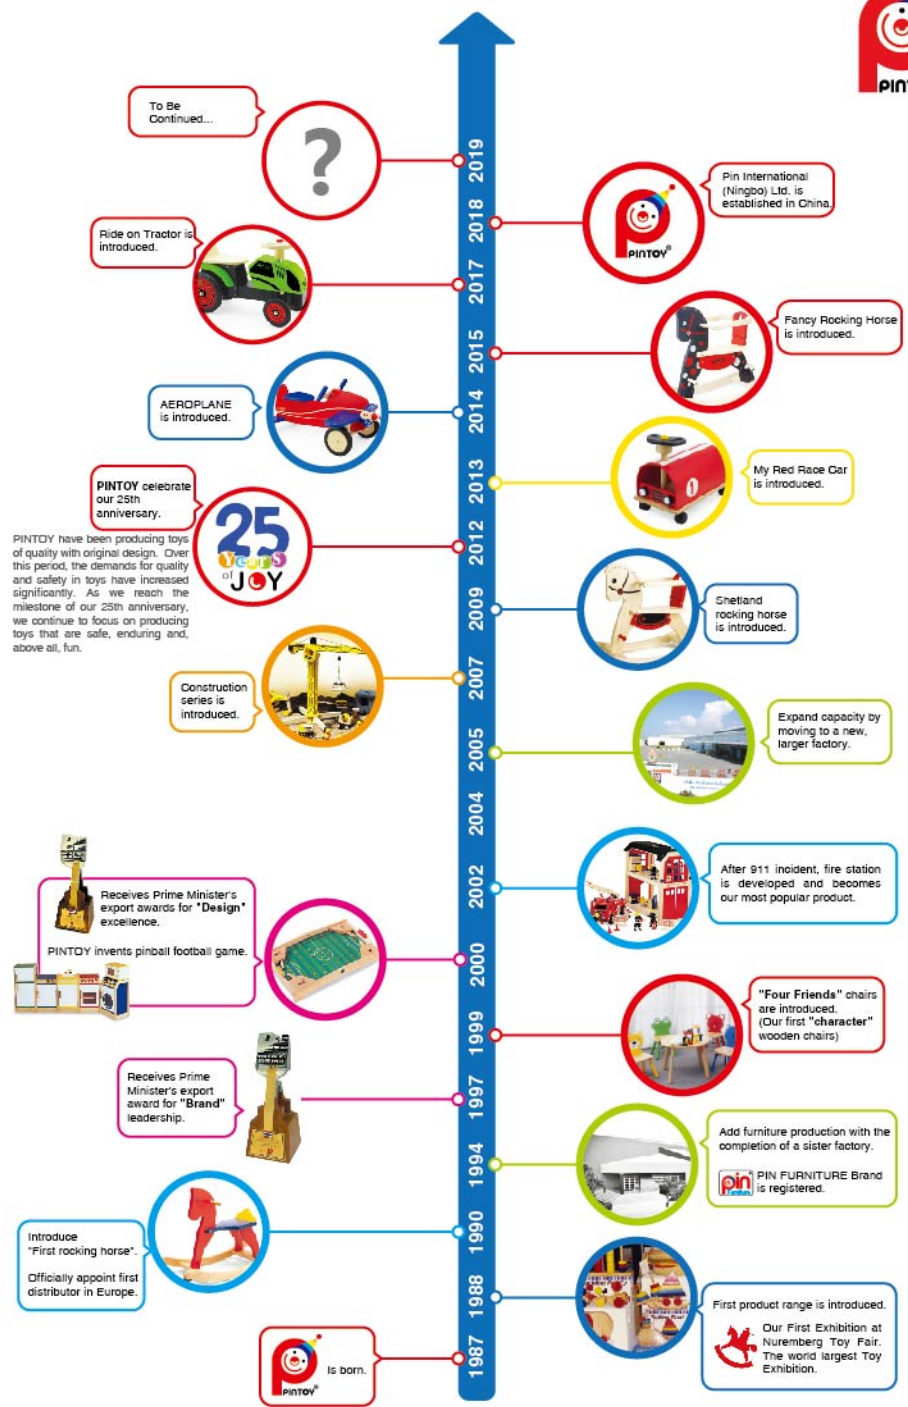 PINTOY
To Be
Continued...
2019
Pin International
(Ningbo) Ltd. is
established in China.
PINTOY®
2018
Ride on Tractor is
introduced.
2017
Fancy Rocking Horse
is introduced.
2015
AEROPLANE
is introduced.
2014
My Red Race Car
is introduced.
1
2013
PINTOY celebrate
our 25th
anniversary.
25
Years
of JOY
2012
PINTOY have been producing toys
of quality with original design. Over
this period, the demands for quality
and safety in toys have increased
significantly. As we reach the
milestone of our 25th anniversary,
we continue to focus on producing
toys that are safe, enduring and,
above all, fun.
Shetland
rocking horse
is introduced.
2009
Construction
series is
introduced.
2007
Expand capacity by
moving to a new,
larger factory.
2005
2004
After 911 incident, fire station
is developed and becomes
our most popular product.
2002
Receives Prime Minister's
export awards for "Design"
excellence.
PINTOY invents pinball football game.
2000
"Four Friends" chairs
are introduced.
(Our first "character"
wooden chairs)
1999
Receives Prime
Minister's export
award for "Brand"
leadership.
1997
Add furniture production with the
completion of a sister factory.
pin
Furniture
PIN FURNITURE Brand
is registered.
1994
Introduce
"First rocking horse".
Officially appoint first
distributor in Europe.
1990
First product range is introduced.
Our First Exhibition at
Nuremberg Toy Fair.
The world largest Toy
Exhibition.
1988
PINTOY®
Is born.
1987